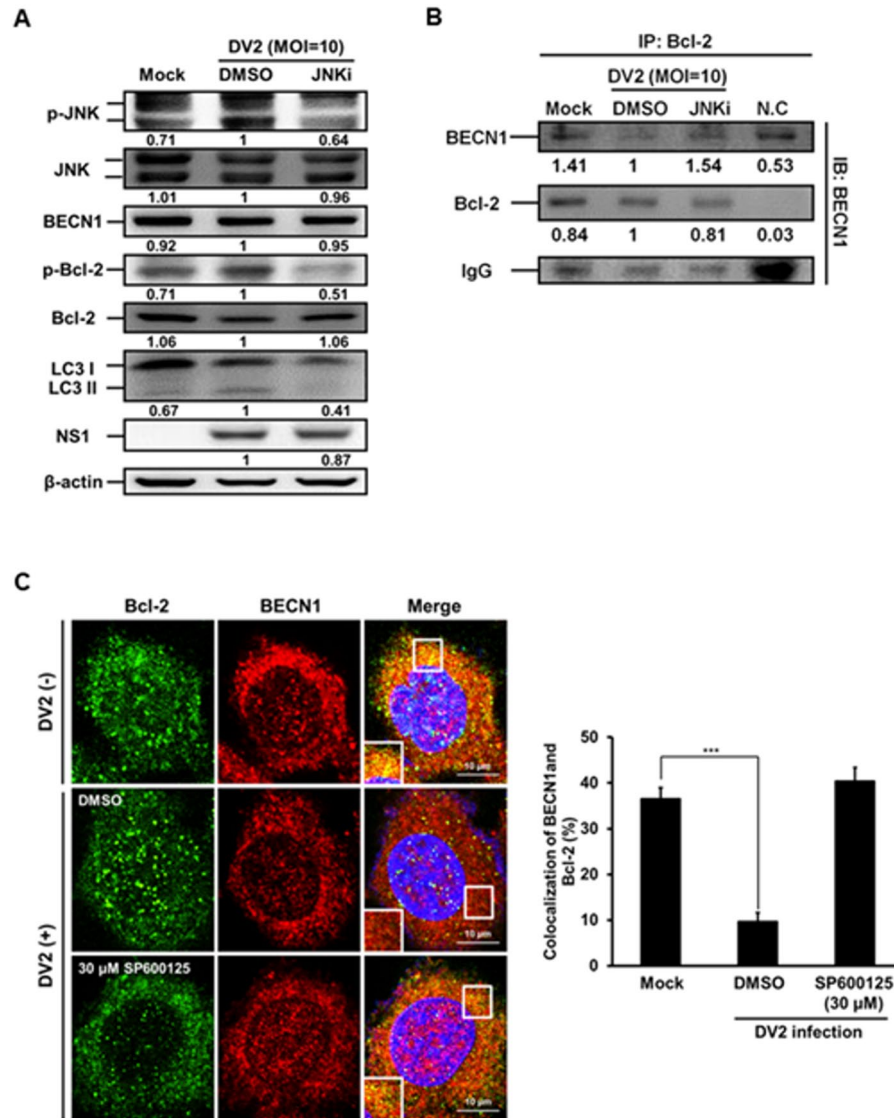 A
DV2 (MOI=10)
Mock DMSO JNKi
p-JNK
0.71 1 0.64
JNK
1.01 1 0.96
BECN1
0.92 1 0.95
p-Bcl-2
0.71 1 0.51
Bcl-2
1.06 1 1.06
LC3 I
LC3 II
0.67 1 0.41
NS1
1 0.87
β-actin
B
IP: Bcl-2
DV2 (MOI=10)
Mock DMSO JNKi N.C
BECN1
1.41 1 1.54 0.53
Bcl-2
0.84 1 0.81 0.03
IgG
IB: BECN1
C
Bcl-2 BECN1 Merge
DV2 (-)
10 µm
DV2 (+)
DMSO
10 µm
30 µM SP600125
10 µm
Colocalization of BECN1and
Bcl-2 (%)
50
40
30
20
10
0
***
Mock DMSO SP600125
(30 µM)
DV2 infection